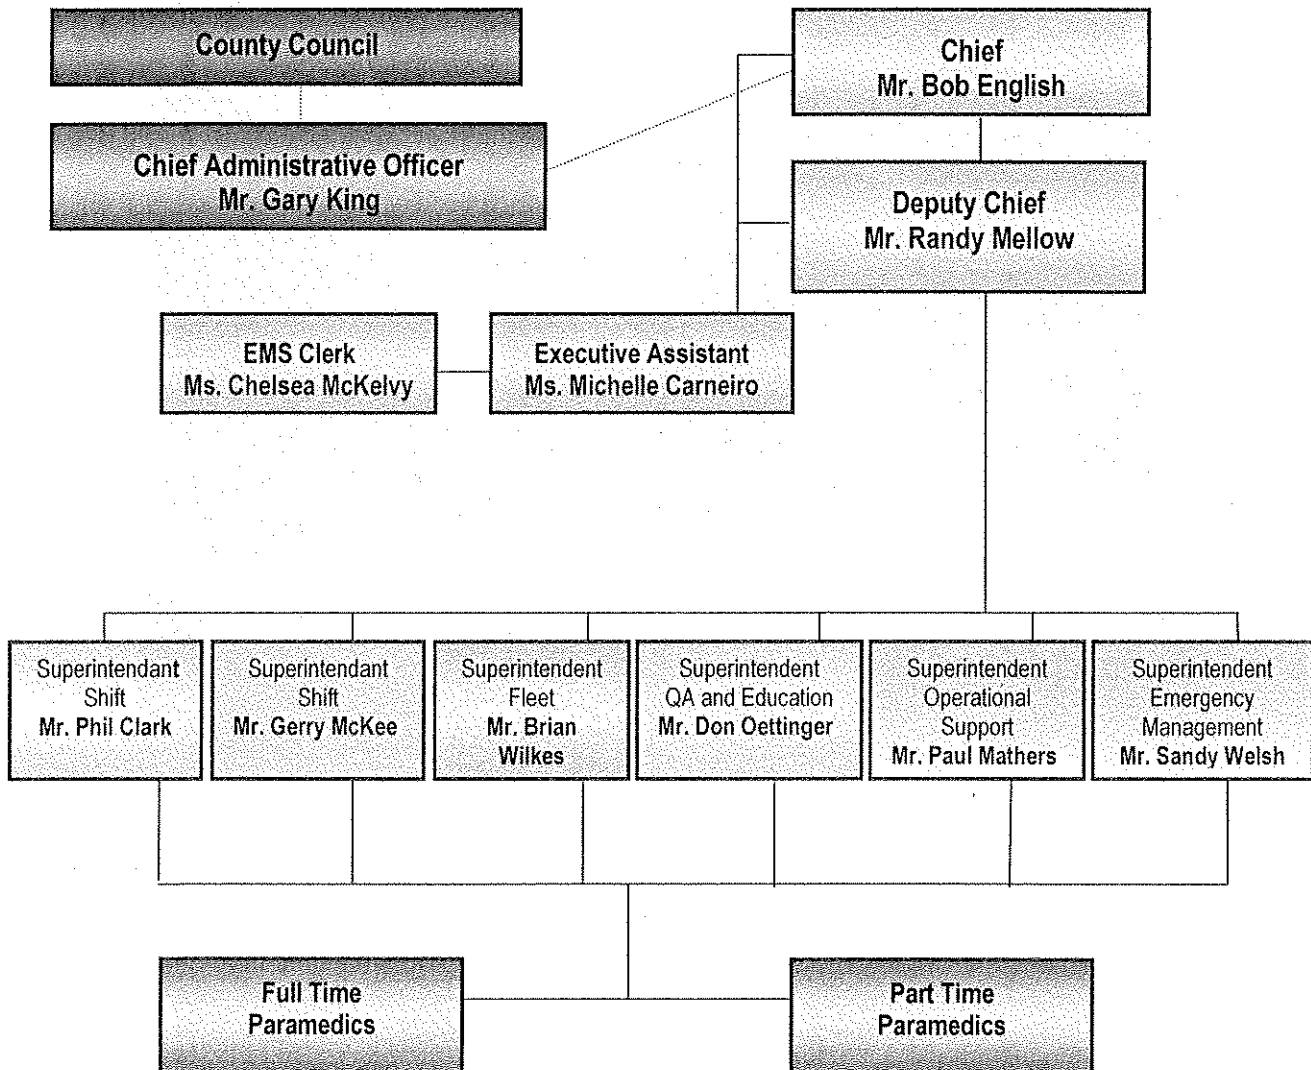 County Council
Chief
Mr. Bob English
Chief Administrative Officer
Mr. Gary King
Deputy Chief
Mr. Randy Mellow
EMS Clerk
Ms. Chelsea McKelvy
Executive Assistant
Ms. Michelle Carneiro
Superintendant
Shift
Mr. Phil Clark
Superintendant
Shift
Mr. Gerry McKee
Superintendent
Fleet
Mr. Brian
Wilkes
Superintendent
QA and Education
Mr. Don Oettinger
Superintendent
Operational
Support
Mr. Paul Mathers
Superintendent
Emergency
Management
Mr. Sandy Welsh
Full Time
Paramedics
Part Time
Paramedics